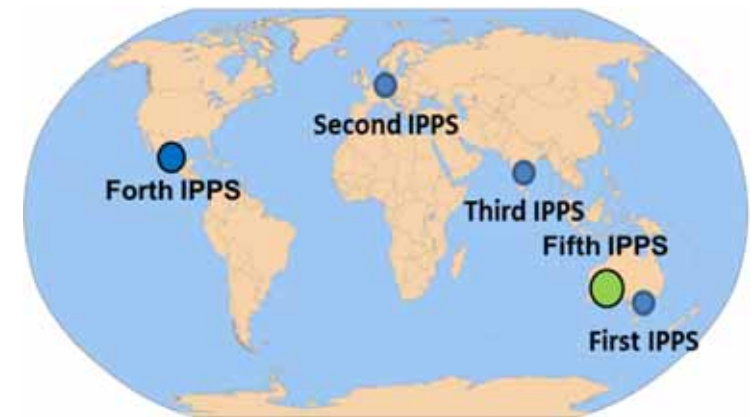 Second IPPS
Forth IPPS
Third IPPS
Fifth IPPS
First IPPS